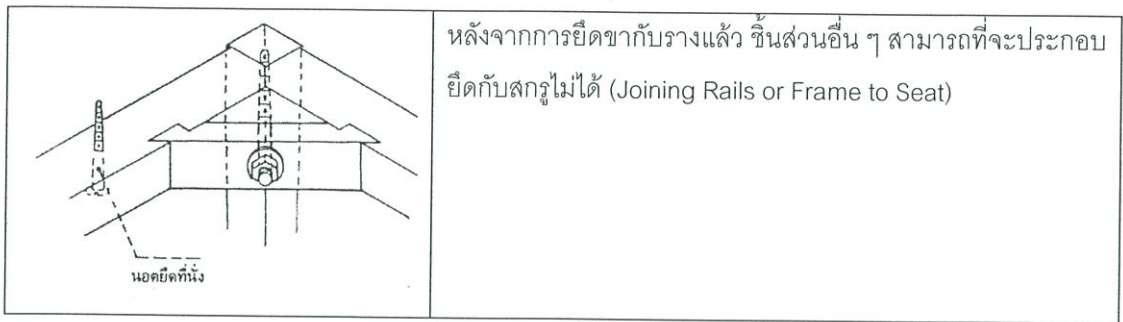 หลังจากการยึดขากับรางแล้ว ชิ้นส่วนอื่น ๆ สามารถที่จะประกอบ
ยึดกับสกรูไม่ได้ (Joining Rails or Frame to Seat)
นอตยึดที่นั่ง